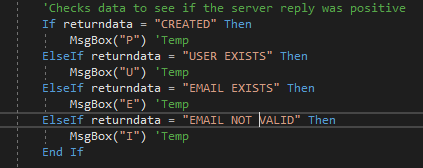 'Checks data to see if the server reply was positive
If returndata = "CREATED" Then
MsgBox("P") 'Temp
ElseIf returndata = "USER EXISTS" Then
MsgBox("U") 'Temp
ElseIf returndata = "EMAIL EXISTS" Then
MsgBox("E") 'Temp
ElseIf returndata = "EMAIL NOT VALID" Then
MsgBox("I") 'Temp
End If